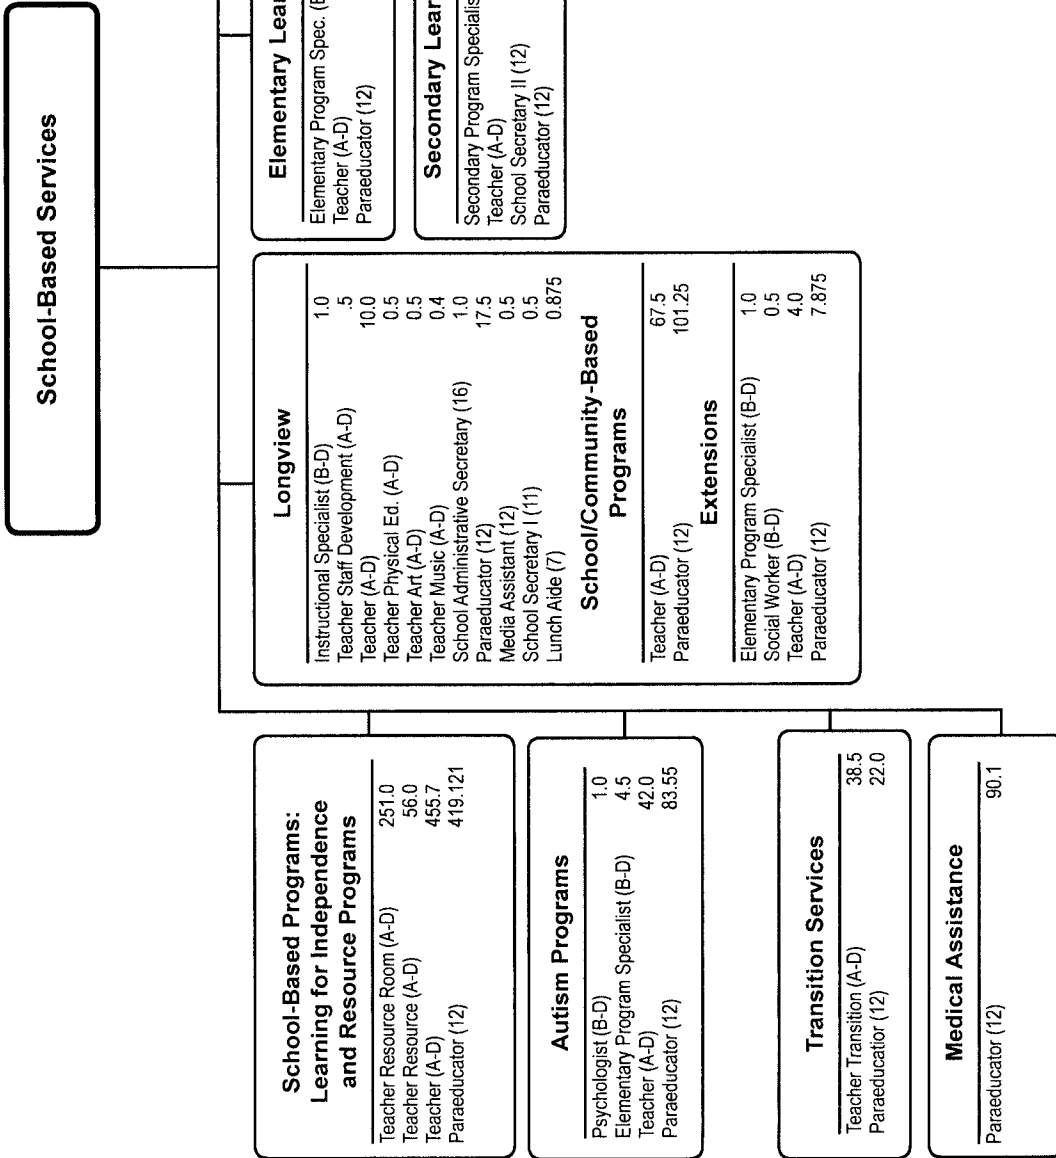 School-Based Services
School-Based Programs:
Learning for Independence
and Resource Programs
Teacher Resource Room (A-D) 251.0
Teacher Resource (A-D) 56.0
Teacher (A-D) 455.7
Paraeducator (12) 419.121
Autism Programs
Psychologist (B-D) 1.0
Elementary Program Specialist (B-D) 4.5
Teacher (A-D) 42.0
Paraeducator (12) 83.55
Transition Services
Teacher Transition (A-D) 38.5
Paraeducatior (12) 22.0
Medical Assistance
Paraeducator (12) 90.1
Longview
Instructional Specialist (B-D) 1.0
Teacher Staff Development (A-D) .5
Teacher (A-D) 10.0
Teacher Physical Ed. (A-D) 0.5
Teacher Art (A-D) 0.5
Teacher Music (A-D) 0.4
School Administrative Secretary (16) 1.0
Paraeducator (12) 17.5
Media Assistant (12) 0.5
School Secretary I (11) 0.5
Lunch Aide (7) 0.875
School/Community-Based
Programs
Teacher (A-D) 67.5
Paraeducator (12) 101.25
Extensions
Elementary Program Specialist (B-D) 1.0
Social Worker (B-D) 0.5
Teacher (A-D) 4.0
Paraeducator (12) 7.875
Elementary Lear
Elementary Program Spec. (B
Teacher (A-D)
Paraeducator (12)
Secondary Lear
Secondary Program Specialis
Teacher (A-D)
School Secretary II (12)
Paraeducator (12)